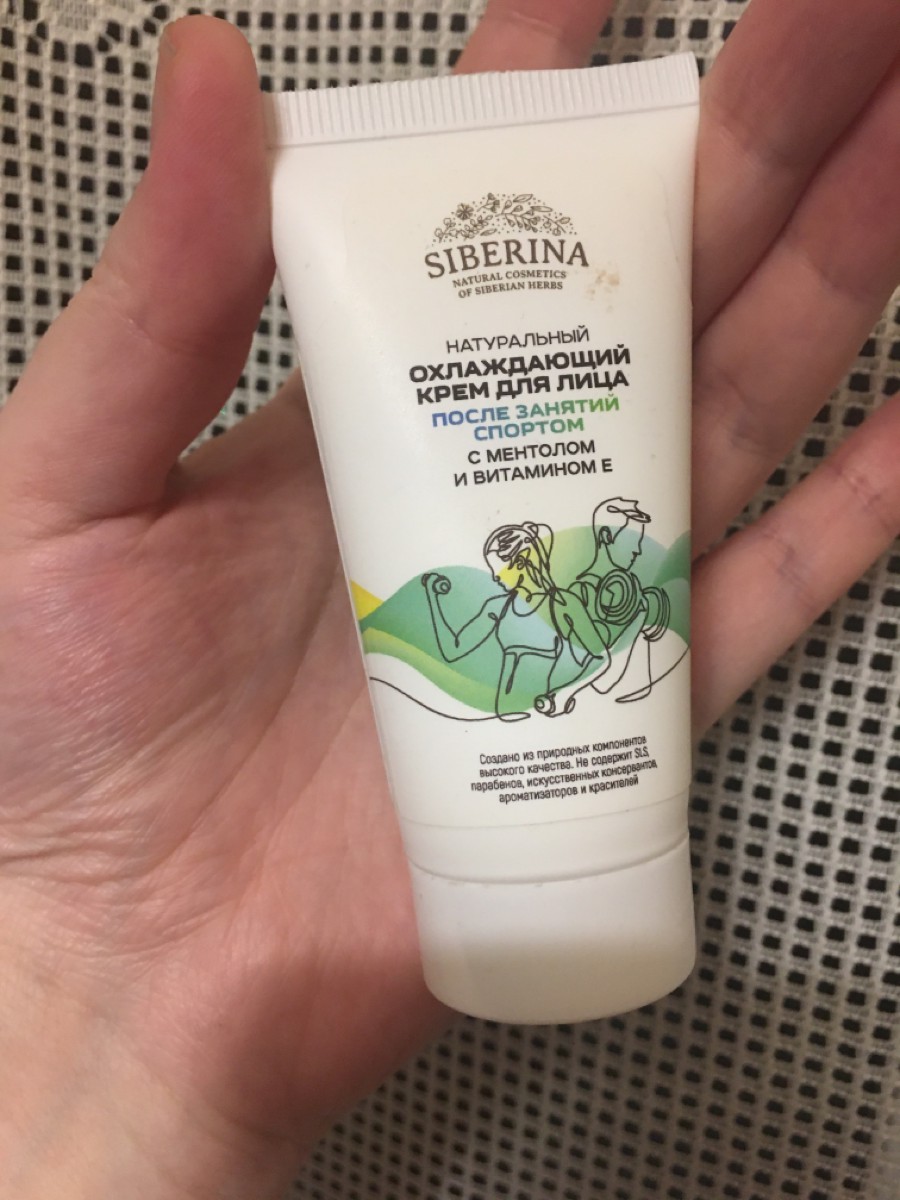 SIBERINA
NATURAL COSMETICS
OF SIBERIAN HERBS
НАТУРАЛЬНЫЙ
ОХЛАЖДАЮЩИЙ
КРЕМ ДЛЯ ЛИЦА
ПОСЛЕ ЗАНЯТИЙ
СПОРТОМ
С МЕНТОЛОМ
И ВИТАМИНОМ Е
Создано из природных компонентов
высокого качества. Не содержит SLS,
парабенов, искусственных консервантов,
ароматизаторов и красителей